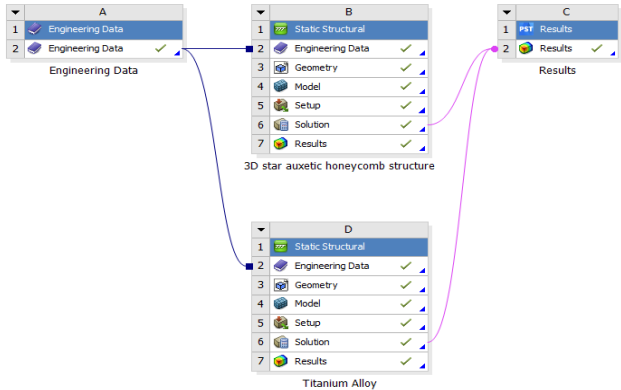 A
1 Engineering Data
2 Engineering Data
Engineering Data
B
1 Static Structural
2 Engineering Data
3 Geometry
4 Model
5 Setup
6 Solution
7 Results
3D star auxetic honeycomb structure
C
1 PST Results
2 Results
Results
D
1 Static Structural
2 Engineering Data
3 Geometry
4 Model
5 Setup
6 Solution
7 Results
Titanium Alloy